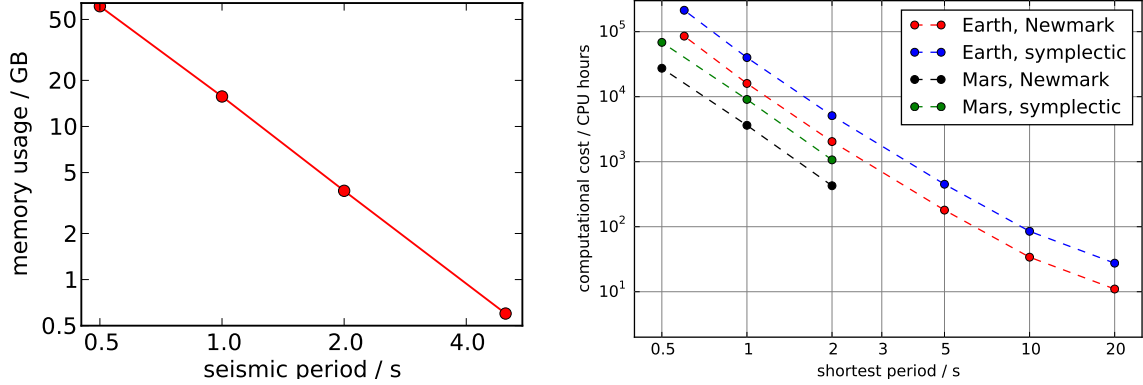 50
20
10
5
2
1
0.5
0.5 1.0 2.0 4.0
seismic period / s
memory usage / GB
10^5
10^4
10^3
10^2
10^1
0.5 1 2 3 5 10 20
shortest period / s
computational cost / CPU hours
Earth, Newmark
Earth, symplectic
Mars, Newmark
Mars, symplectic